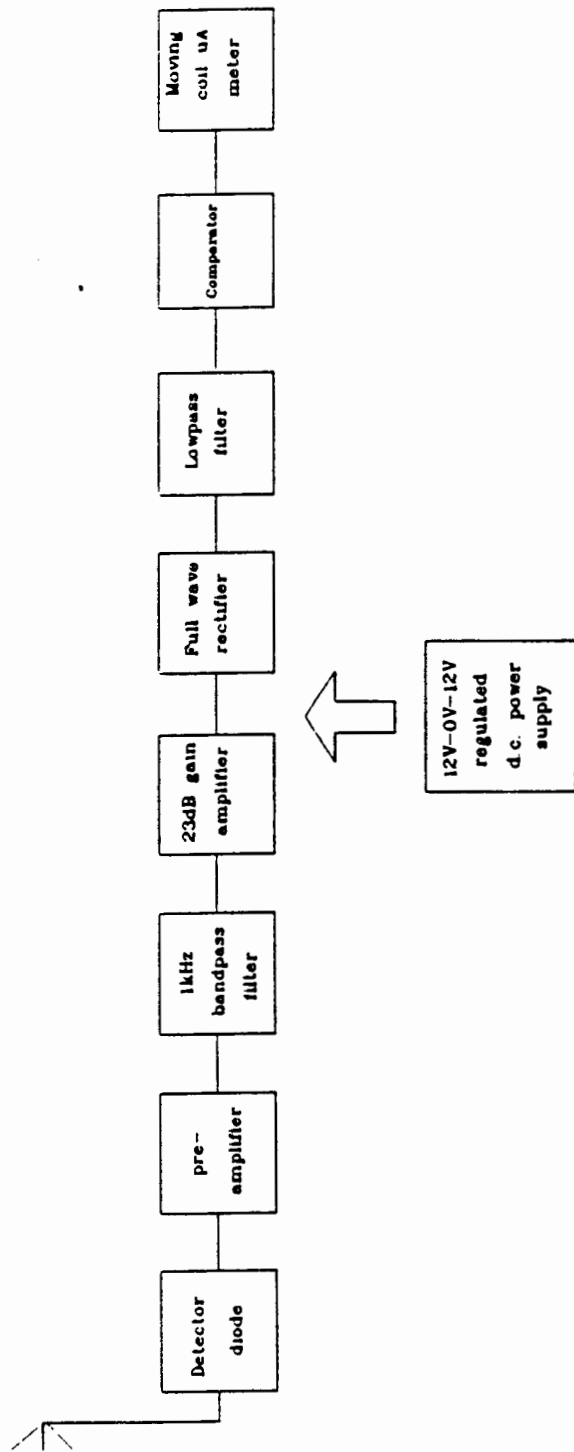 Detector
diode
pre-
amplifier
1kHz
bandpass
filter
23dB gain
amplifier
Full wave
rectifier
Lowpass
filter
Comparator
Moving
coil uA
meter
12V-0V-12V
regulated
d.c. power
supply